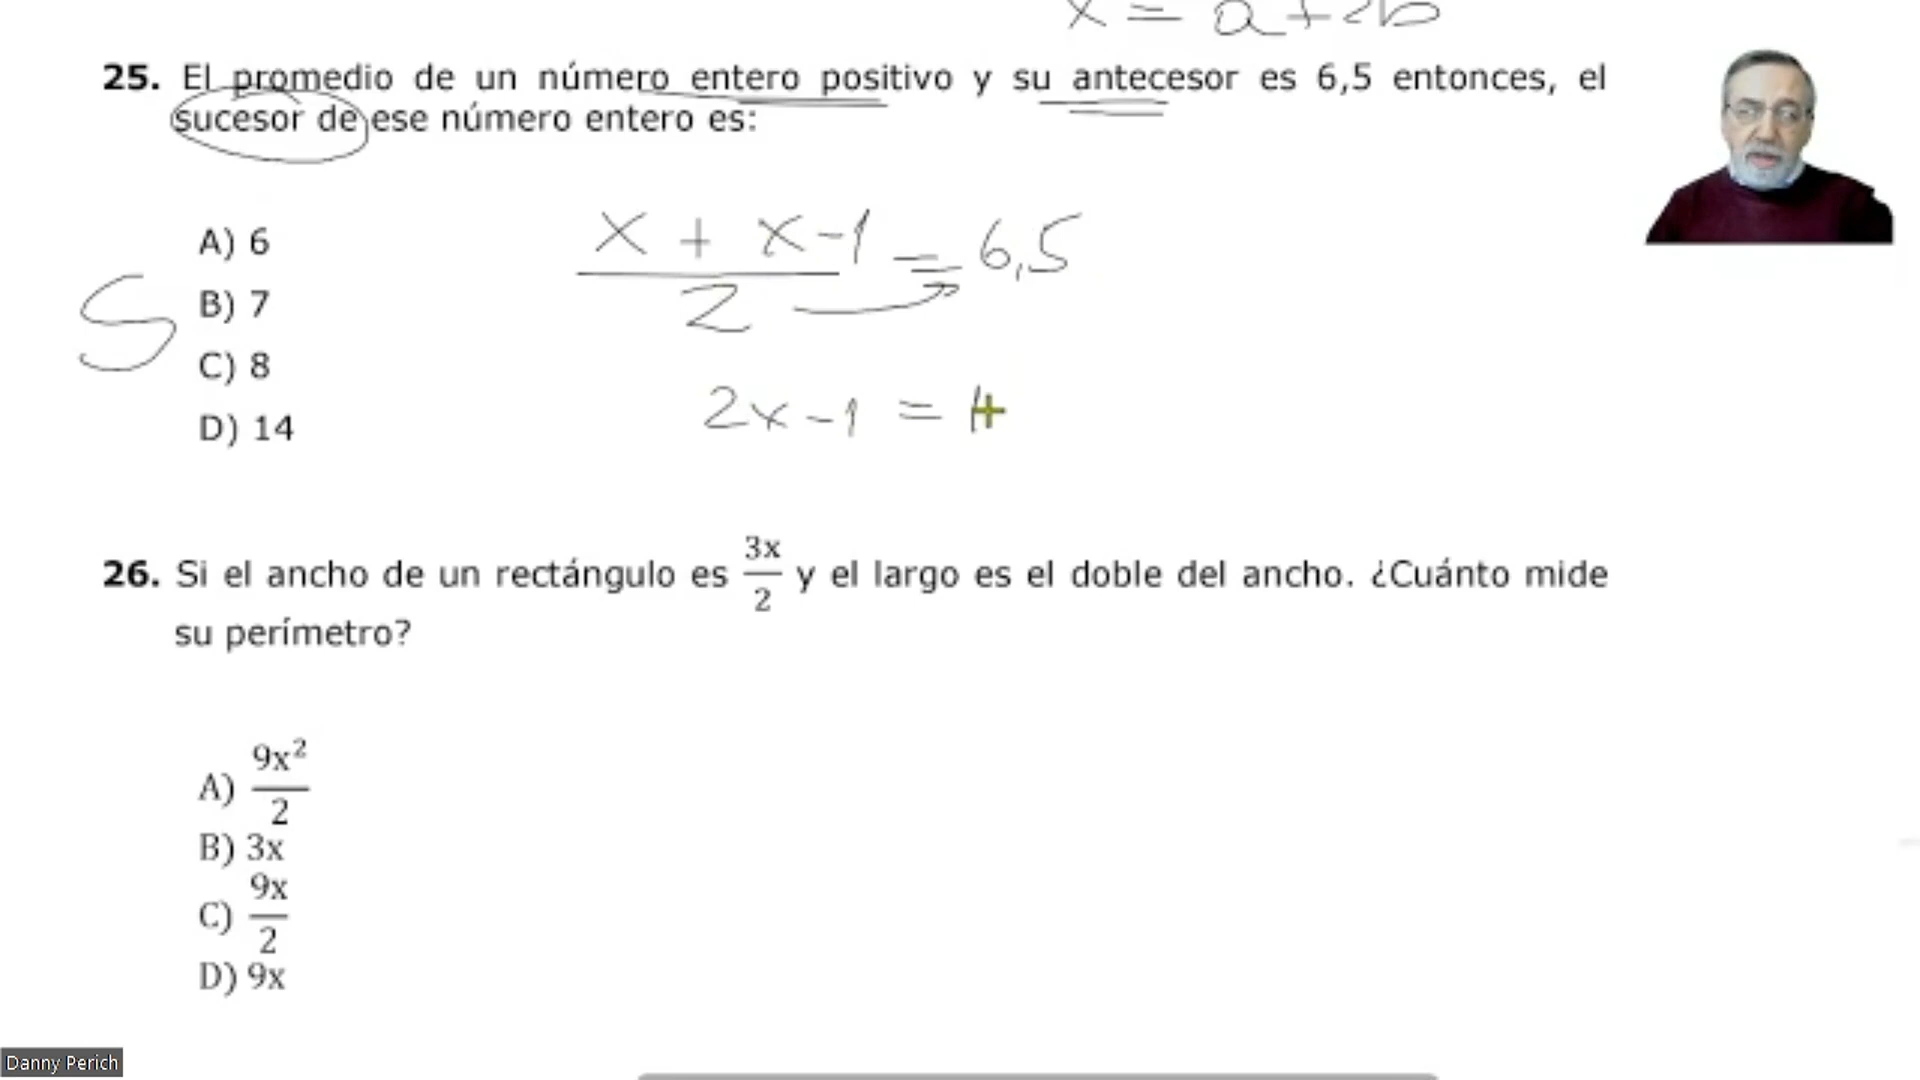 x = a + 2b
25. El promedio de un número entero positivo y su antecesor es 6,5 entonces, el
sucesor de ese número entero es:
A) 6
B) 7
C) 8
D) 14
S
x + x - 1 = 6,5
2
2x - 1 = 1
26. Si el ancho de un rectángulo es 3x/2 y el largo es el doble del ancho. ¿Cuánto mide
su perímetro?
A) 9x²/2
B) 3x
C) 9x/2
D) 9x
Danny Perich